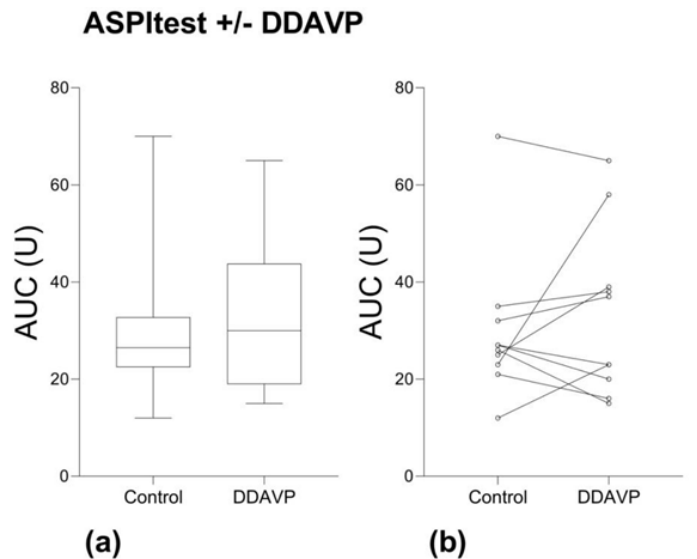 ASPItest +/- DDAVP
AUC (U)
80
60
40
20
0
Control DDAVP
(a)
AUC (U)
80
60
40
20
0
Control DDAVP
(b)